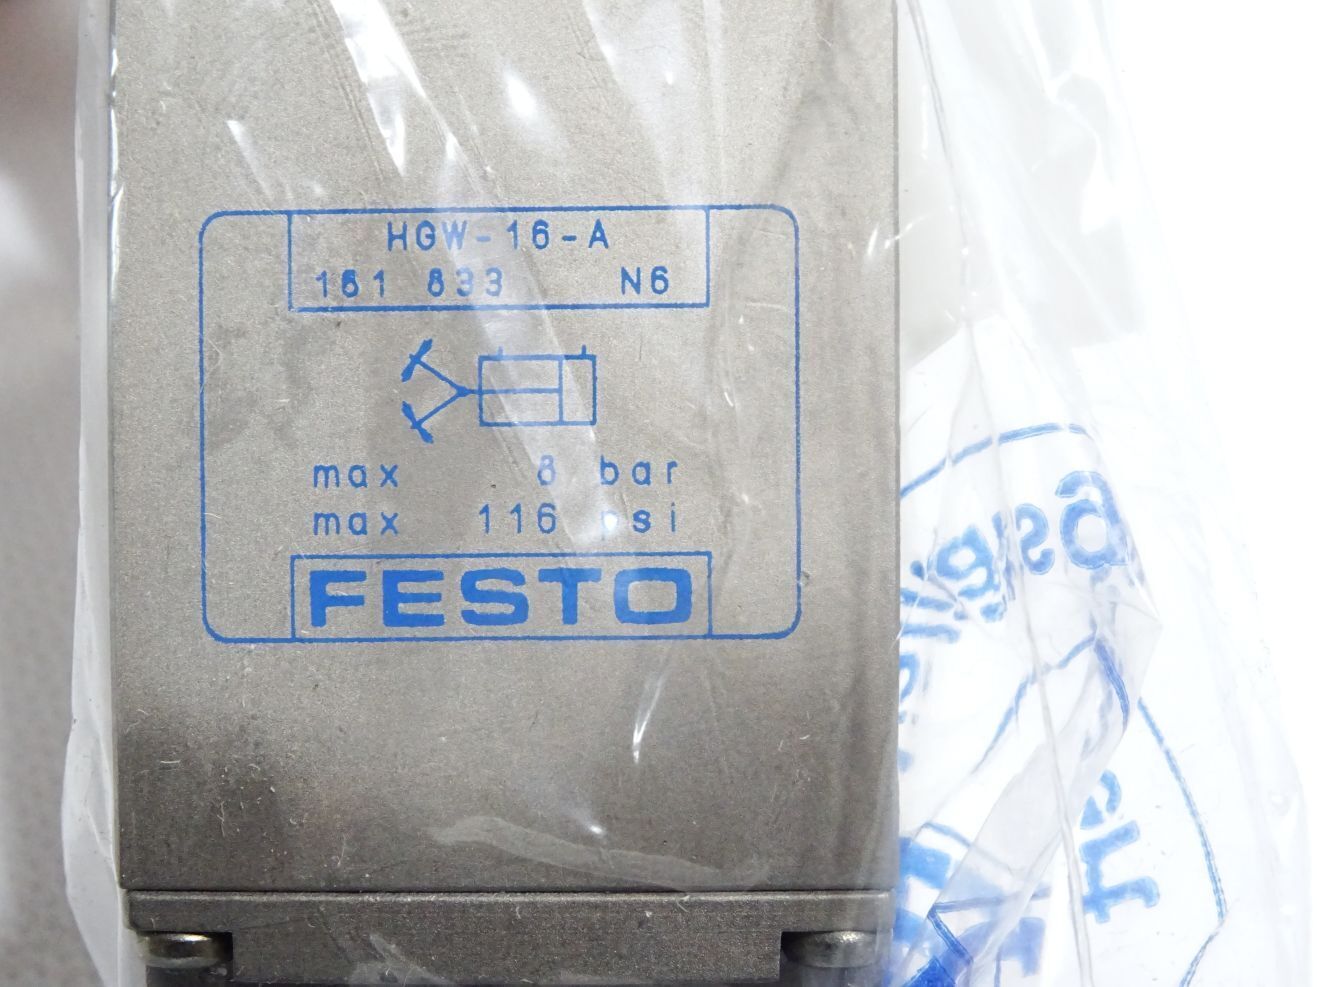 HGW-16-A
161 833 N6
max 8 bar
max 116 psi
FESTO